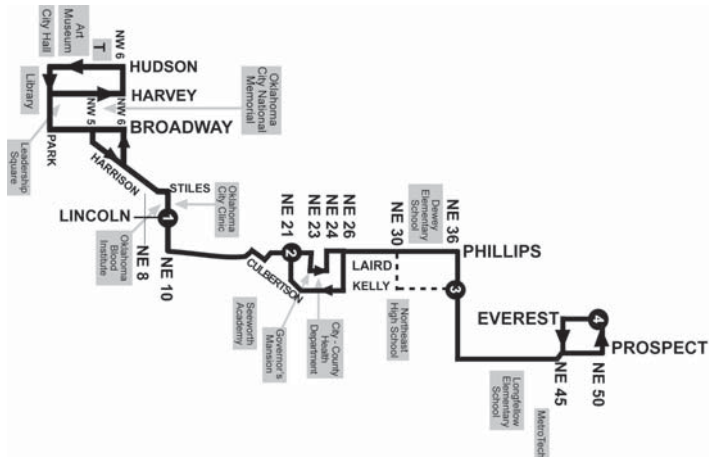 City Hall
Art
Museum
T
NW 6
HUDSON
HARVEY
BROADWAY
Library
NW 5
NW 6
Oklahoma
City National
Memorial
Leadership
Square
PARK
HARRISON
STILES
LINCOLN
1
Oklahoma
City Clinic
Oklahoma
Blood
Institute
NE 8
NE 10
CULBERTSON
NE 21
2
NE 23
NE 24
NE 26
Seeworth
Academy
Governor's
Mansion
City - County
Health
Department
LAIRD
KELLY
NE 30
Dewey
Elementary
School
NE 36
PHILLIPS
3
Northeast
High School
EVEREST
4
PROSPECT
NE 45
NE 50
Longfellow
Elementary
School
MetroTech